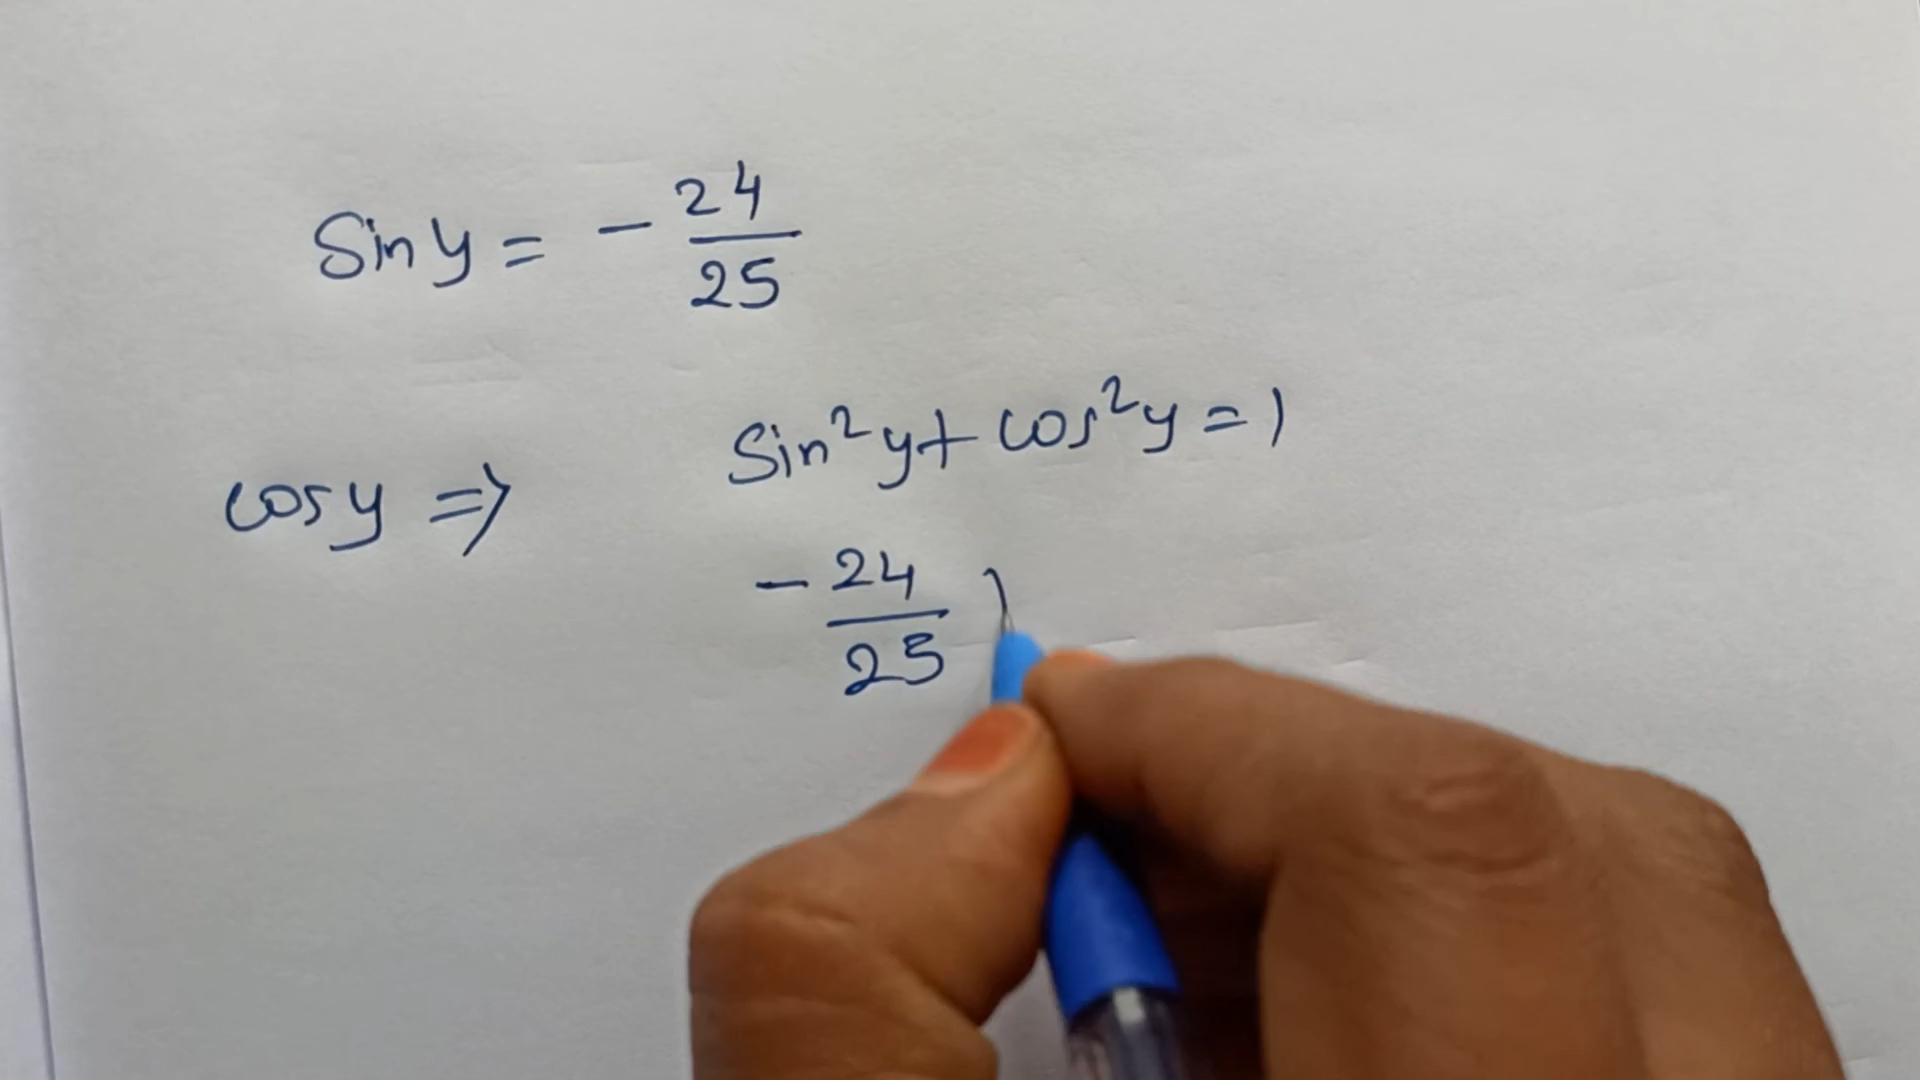 Sin y = - 24/25
Sin²y + cos²y = 1
cos y ⇒
- 24/25 )